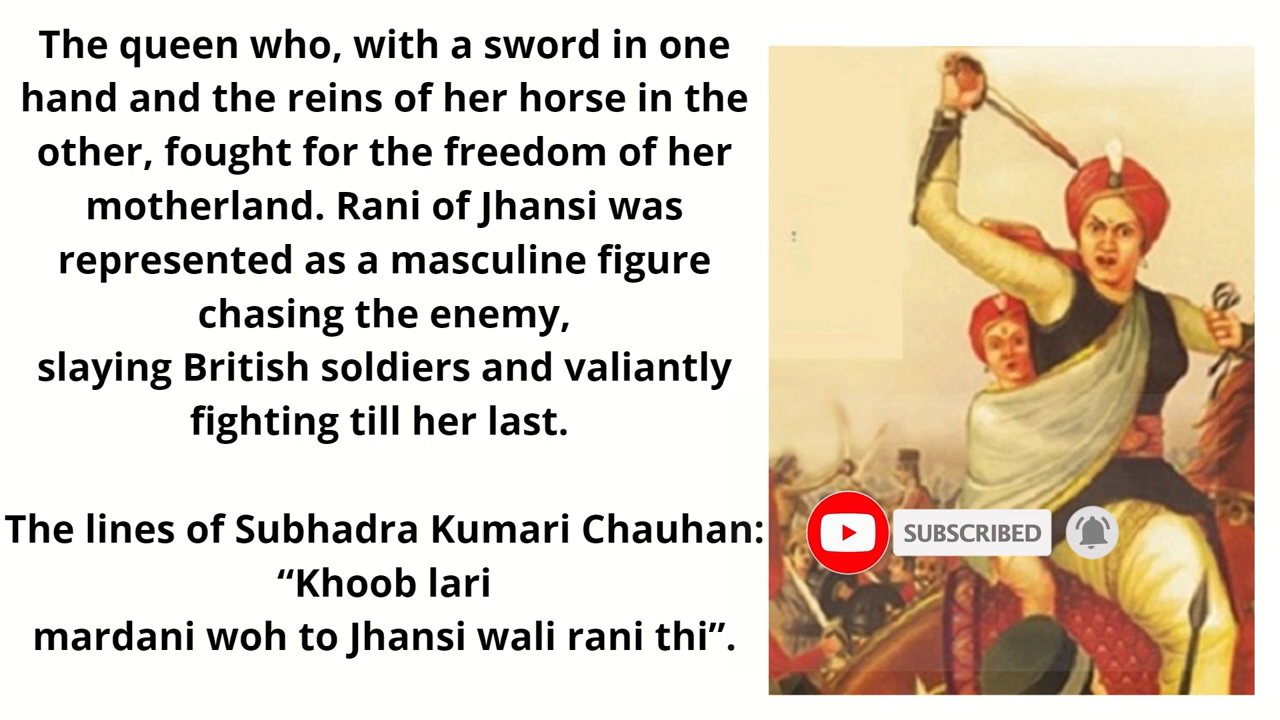 The queen who, with a sword in one
hand and the reins of her horse in the
other, fought for the freedom of her
motherland. Rani of Jhansi was
represented as a masculine figure
chasing the enemy,
slaying British soldiers and valiantly
fighting till her last.
The lines of Subhadra Kumari Chauhan:
“Khoob lari
mardani woh to Jhansi wali rani thi”.
SUBSCRIBED